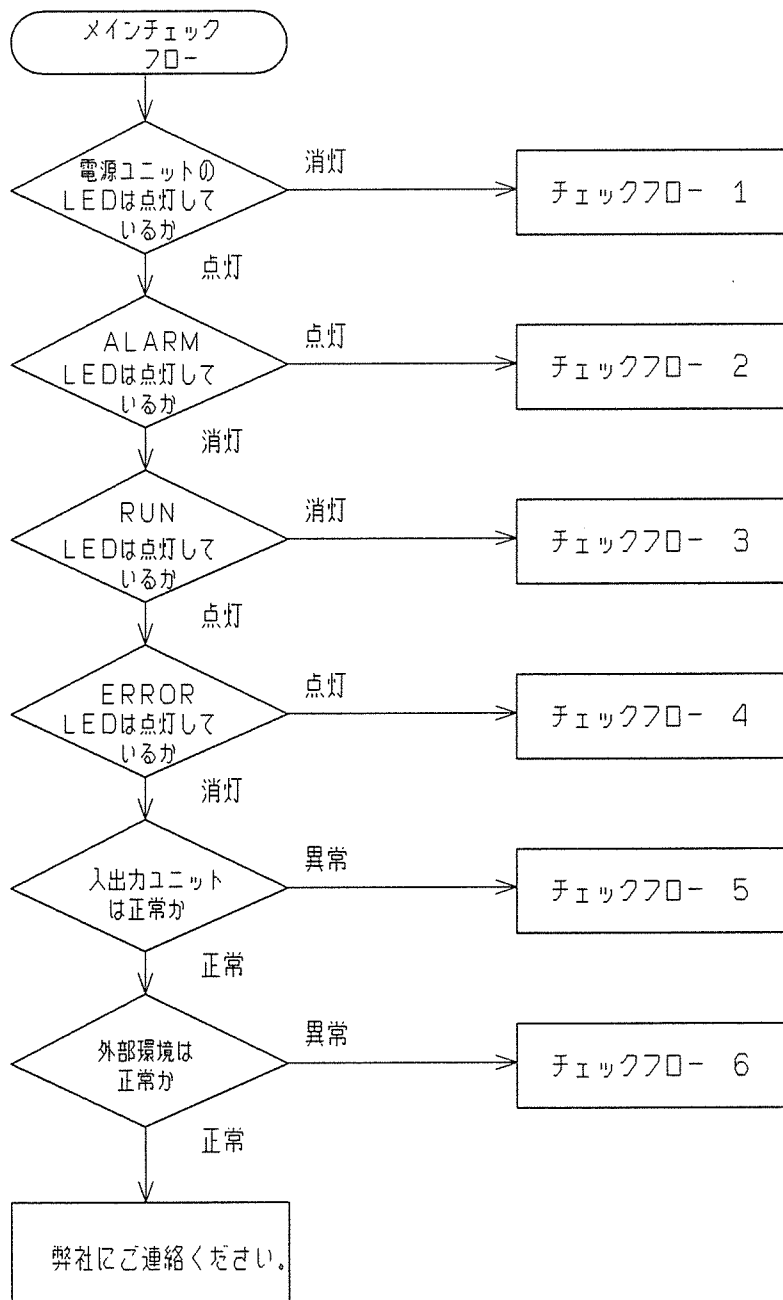 メインチェック
フロー
電源ユニットの
LEDは点灯して
いるか
消灯
チェックフロー 1
点灯
ALARM
LEDは点灯して
いるか
点灯
チェックフロー 2
消灯
RUN
LEDは点灯して
いるか
消灯
チェックフロー 3
点灯
ERROR
LEDは点灯して
いるか
点灯
チェックフロー 4
消灯
入出力ユニット
は正常か
異常
チェックフロー 5
正常
外部環境は
正常か
異常
チェックフロー 6
正常
弊社にご連絡ください。